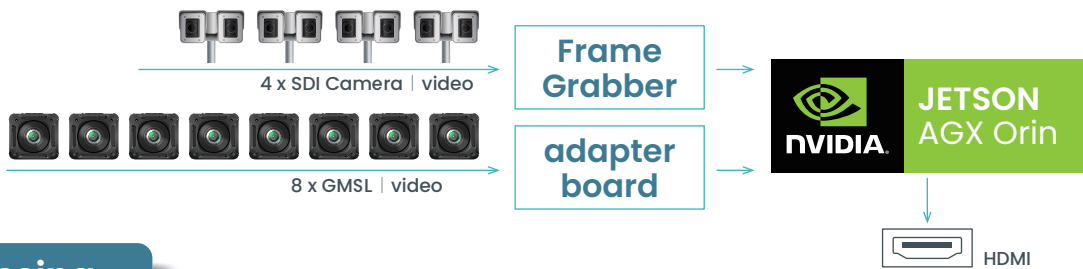 4 x SDI Camera | video
Frame
Grabber
8 x GMSL | video
adapter
board
NVIDIA.
JETSON
AGX Orin
HDMI